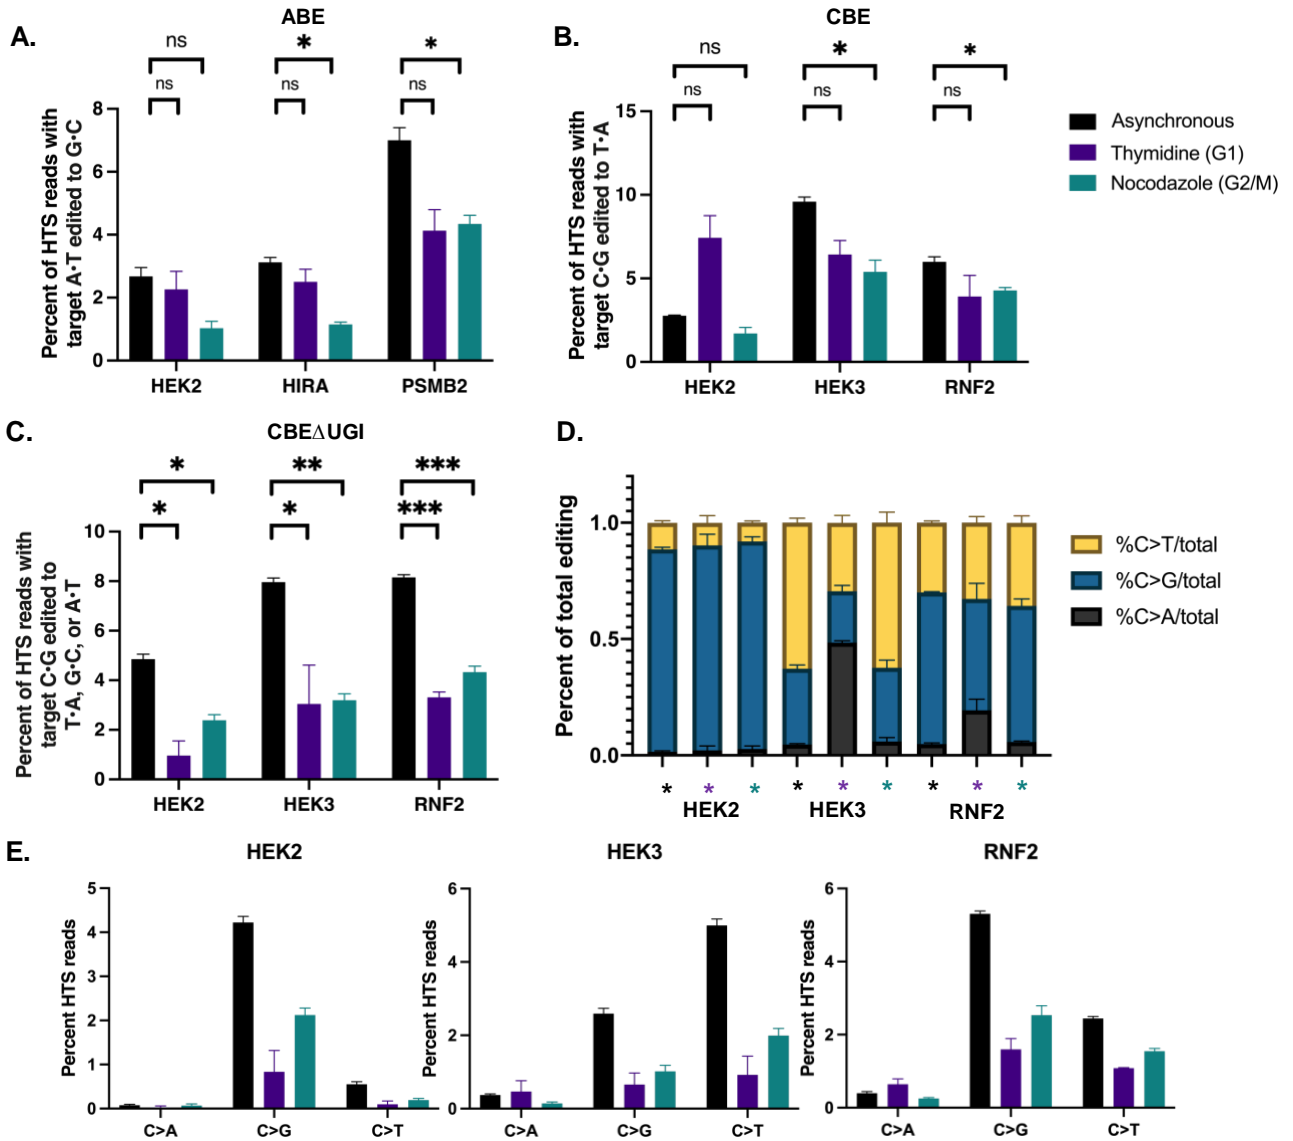 A.
ABE
ns
*
*
ns
ns
ns
Percent of HTS reads with
target A•T edited to G•C
8
6
4
2
0
HEK2
HIRA
PSMB2
B.
CBE
ns
*
*
ns
ns
ns
Percent of HTS reads with
target C•G edited to T•A
15
10
5
0
HEK2
HEK3
RNF2
Asynchronous
Thymidine (G1)
Nocodazole (G2/M)
C.
CBE∆UGI
*
**
***
*
*
***
Percent of HTS reads with
target C•G edited to
T•A, G•C, or A•T
10
8
6
4
2
0
HEK2
HEK3
RNF2
D.
Percent of total editing
1.0
0.5
0.0
* * * * * * * * *
HEK2
HEK3
RNF2
%C>T/total
%C>G/total
%C>A/total
E.
HEK2
Percent HTS reads
5
4
3
2
1
0
C>A
C>G
C>T
HEK3
Percent HTS reads
6
4
2
0
C>A
C>G
C>T
RNF2
Percent HTS reads
6
4
2
0
C>A
C>G
C>T